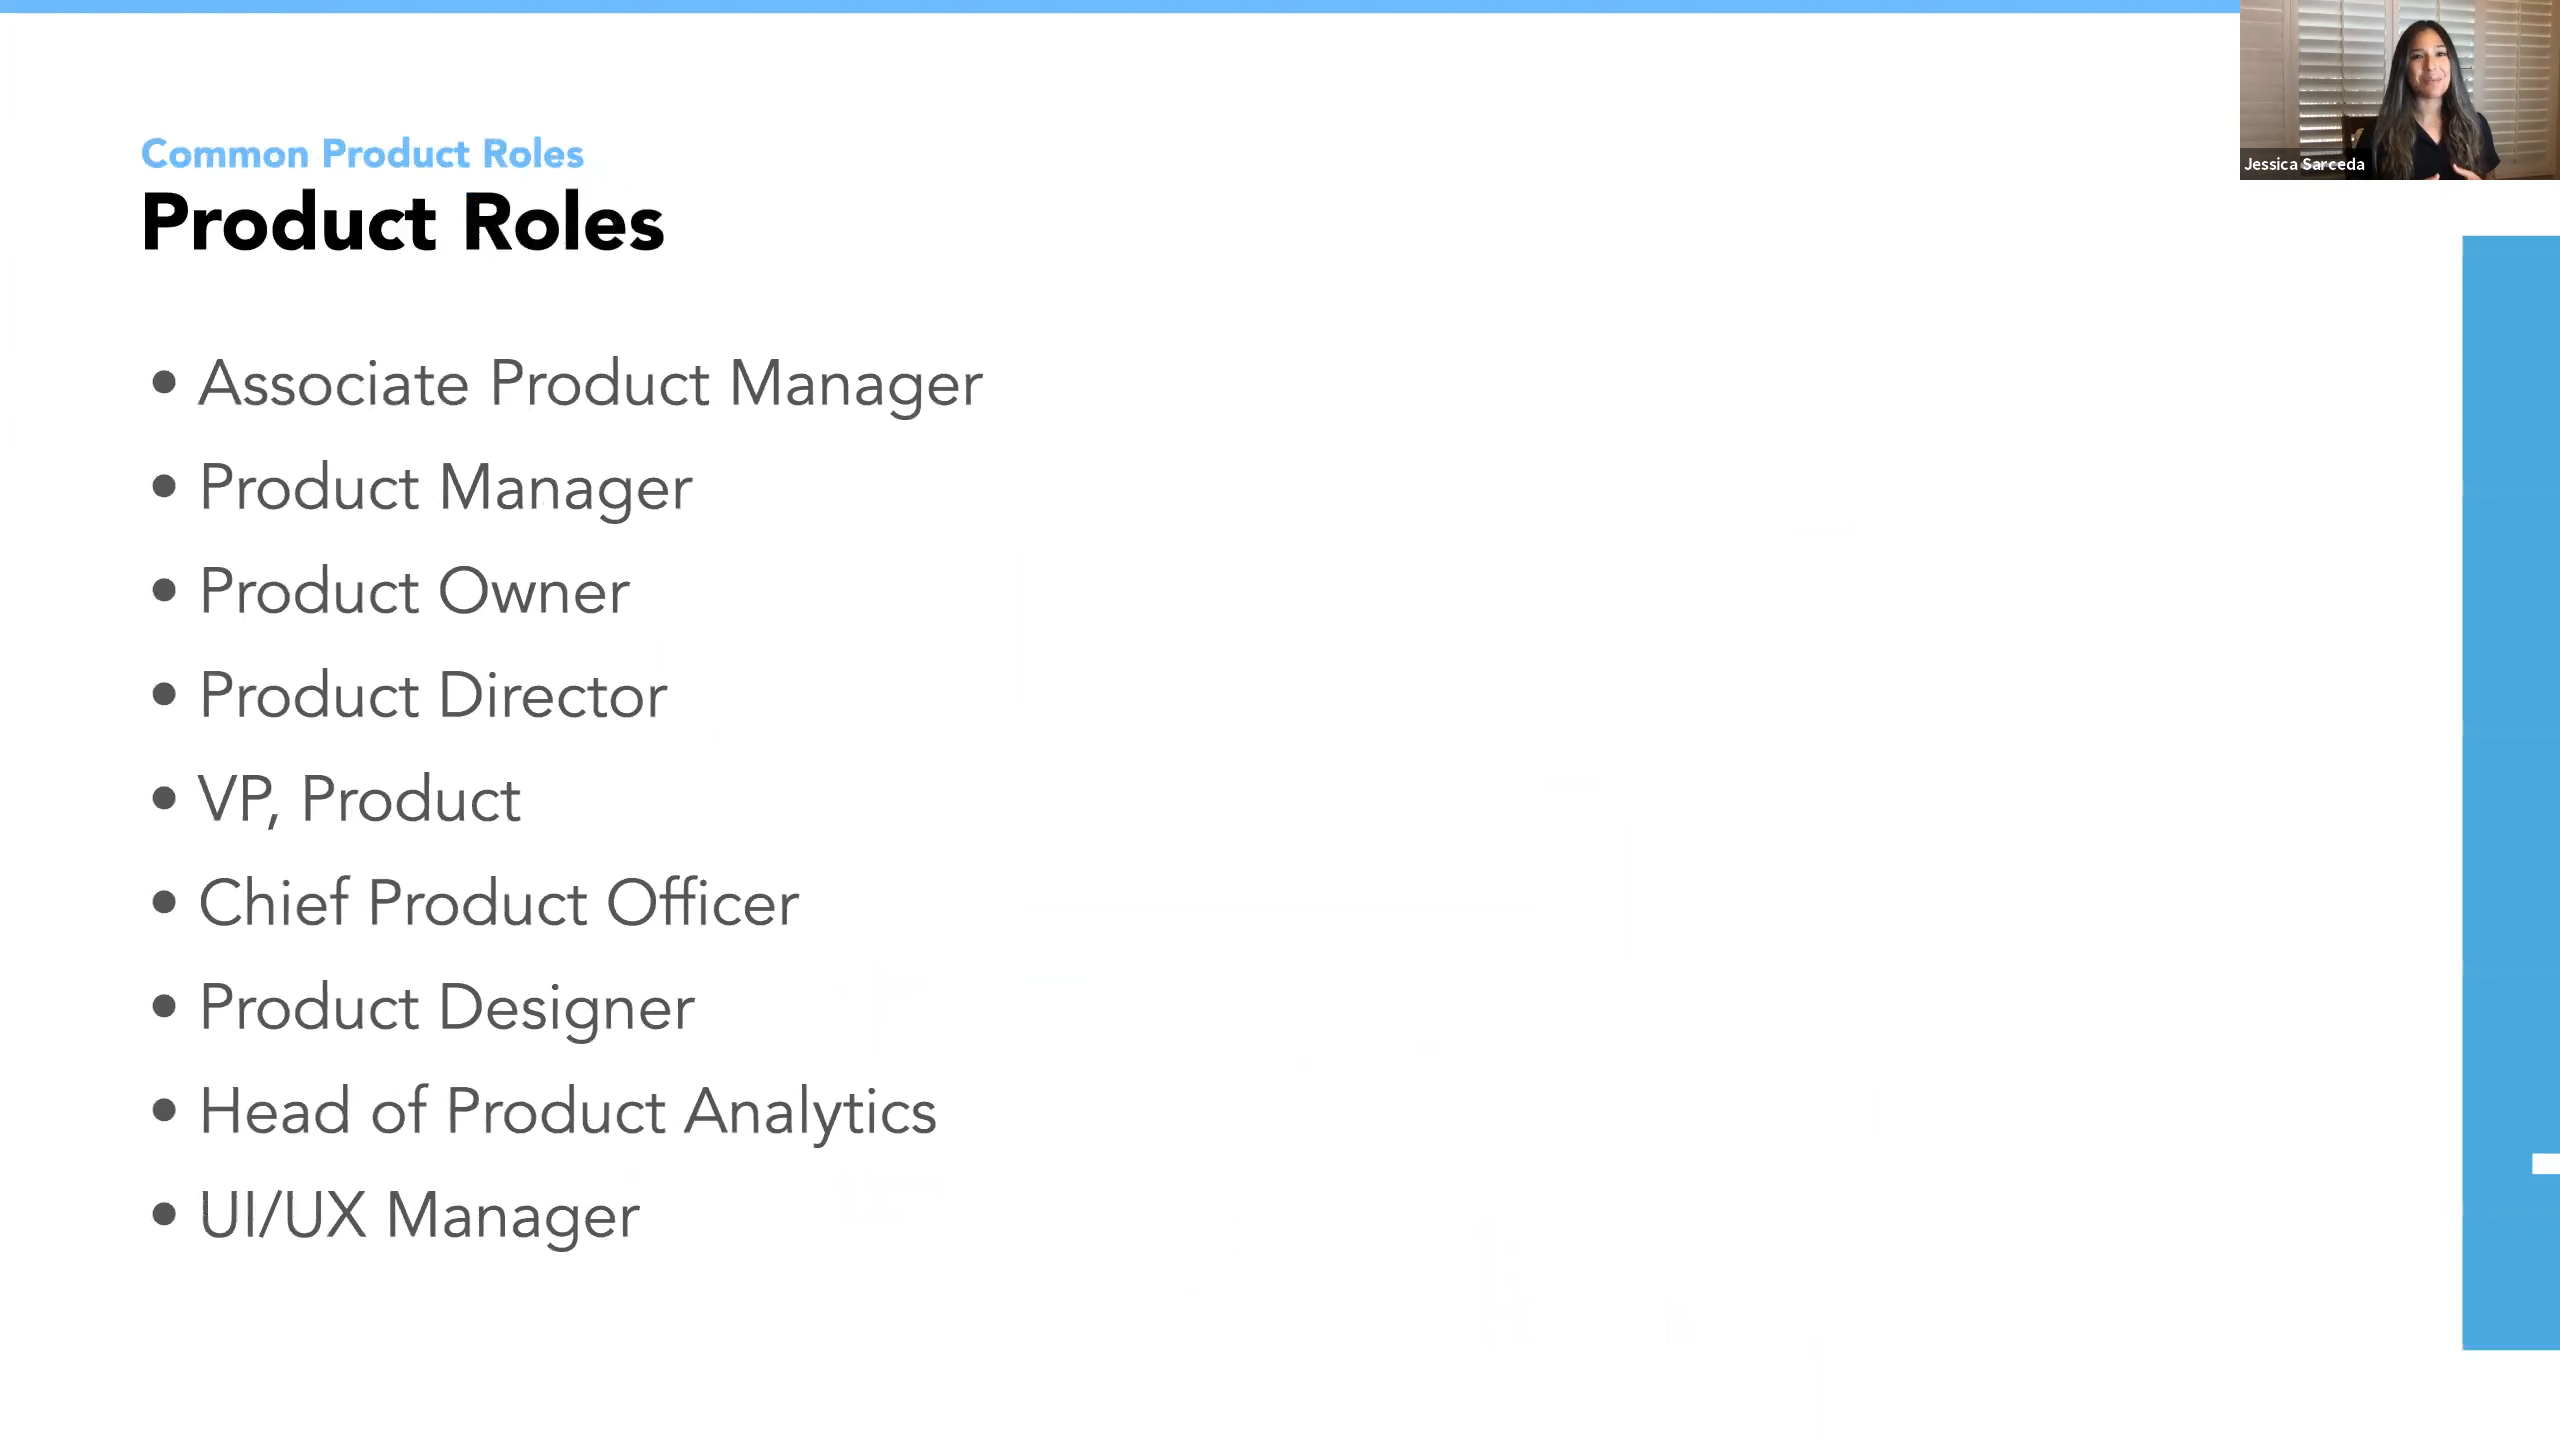 Common Product Roles
Product Roles
• Associate Product Manager
• Product Manager
• Product Owner
• Product Director
• VP, Product
• Chief Product Officer
• Product Designer
• Head of Product Analytics
• UI/UX Manager
Jessica Sarceda